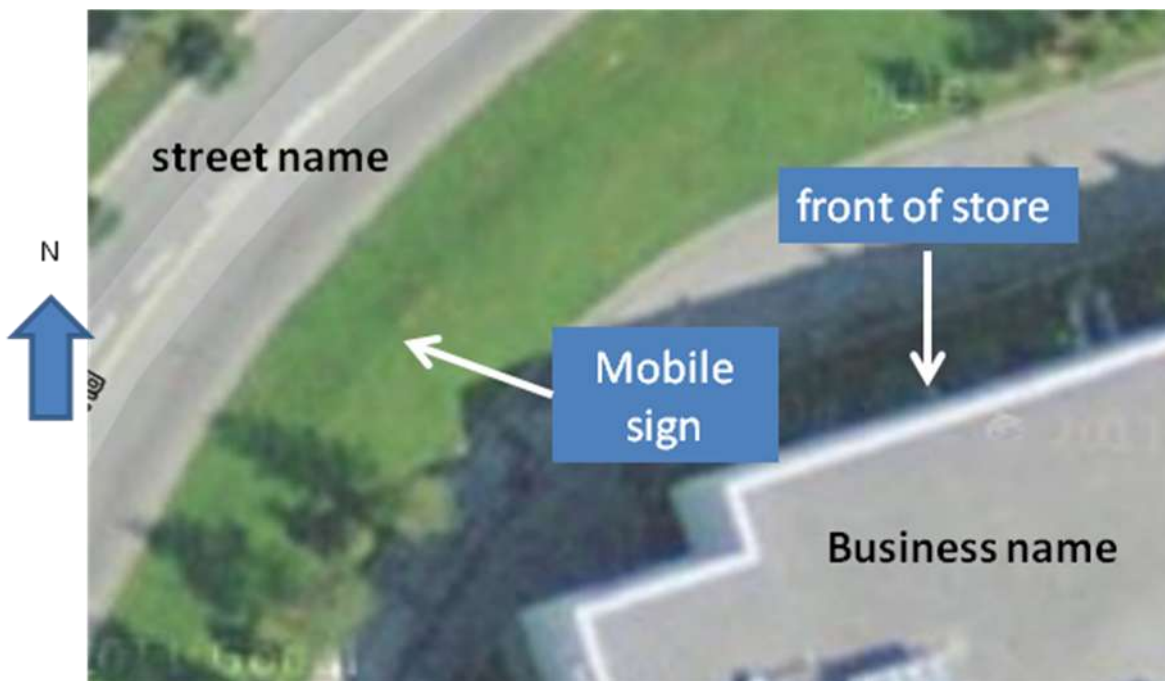 street name
N
front of store
Mobile
sign
Business name